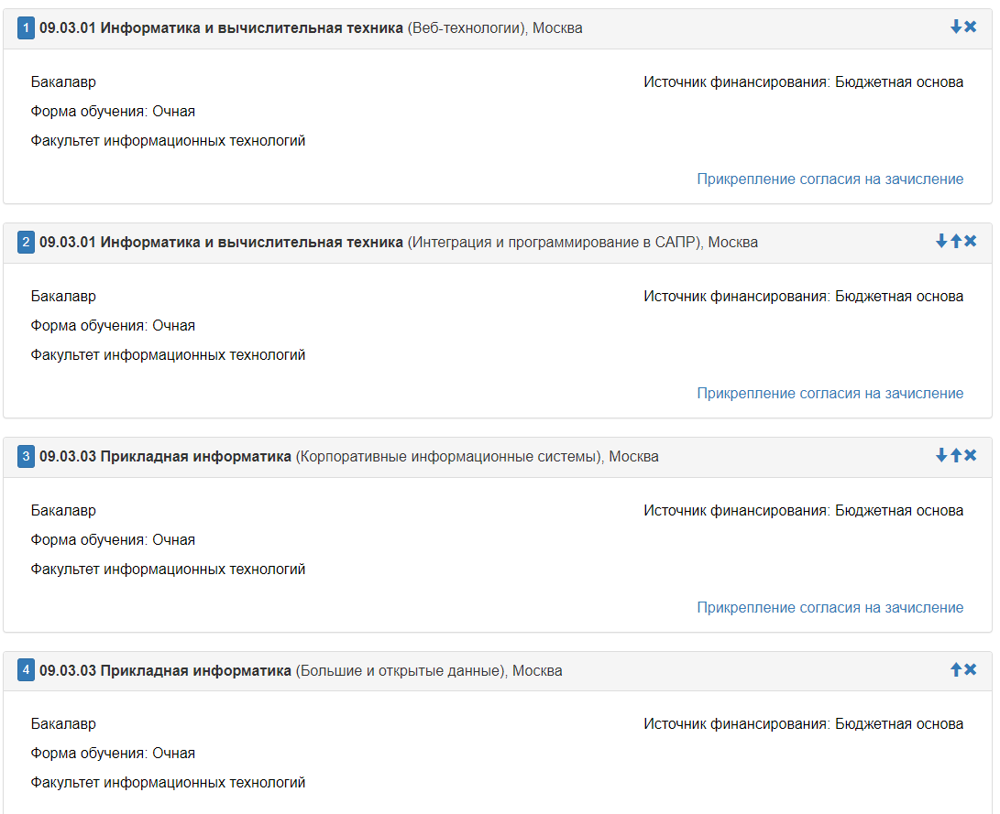 1 09.03.01 Информатика и вычислительная техника (Веб-технологии), Москва
Бакалавр Источник финансирования: Бюджетная основа
Форма обучения: Очная
Факультет информационных технологий
Прикрепление согласия на зачисление
2 09.03.01 Информатика и вычислительная техника (Интеграция и программирование в САПР), Москва
Бакалавр Источник финансирования: Бюджетная основа
Форма обучения: Очная
Факультет информационных технологий
Прикрепление согласия на зачисление
3 09.03.03 Прикладная информатика (Корпоративные информационные системы), Москва
Бакалавр Источник финансирования: Бюджетная основа
Форма обучения: Очная
Факультет информационных технологий
Прикрепление согласия на зачисление
4 09.03.03 Прикладная информатика (Большие и открытые данные), Москва
Бакалавр Источник финансирования: Бюджетная основа
Форма обучения: Очная
Факультет информационных технологий